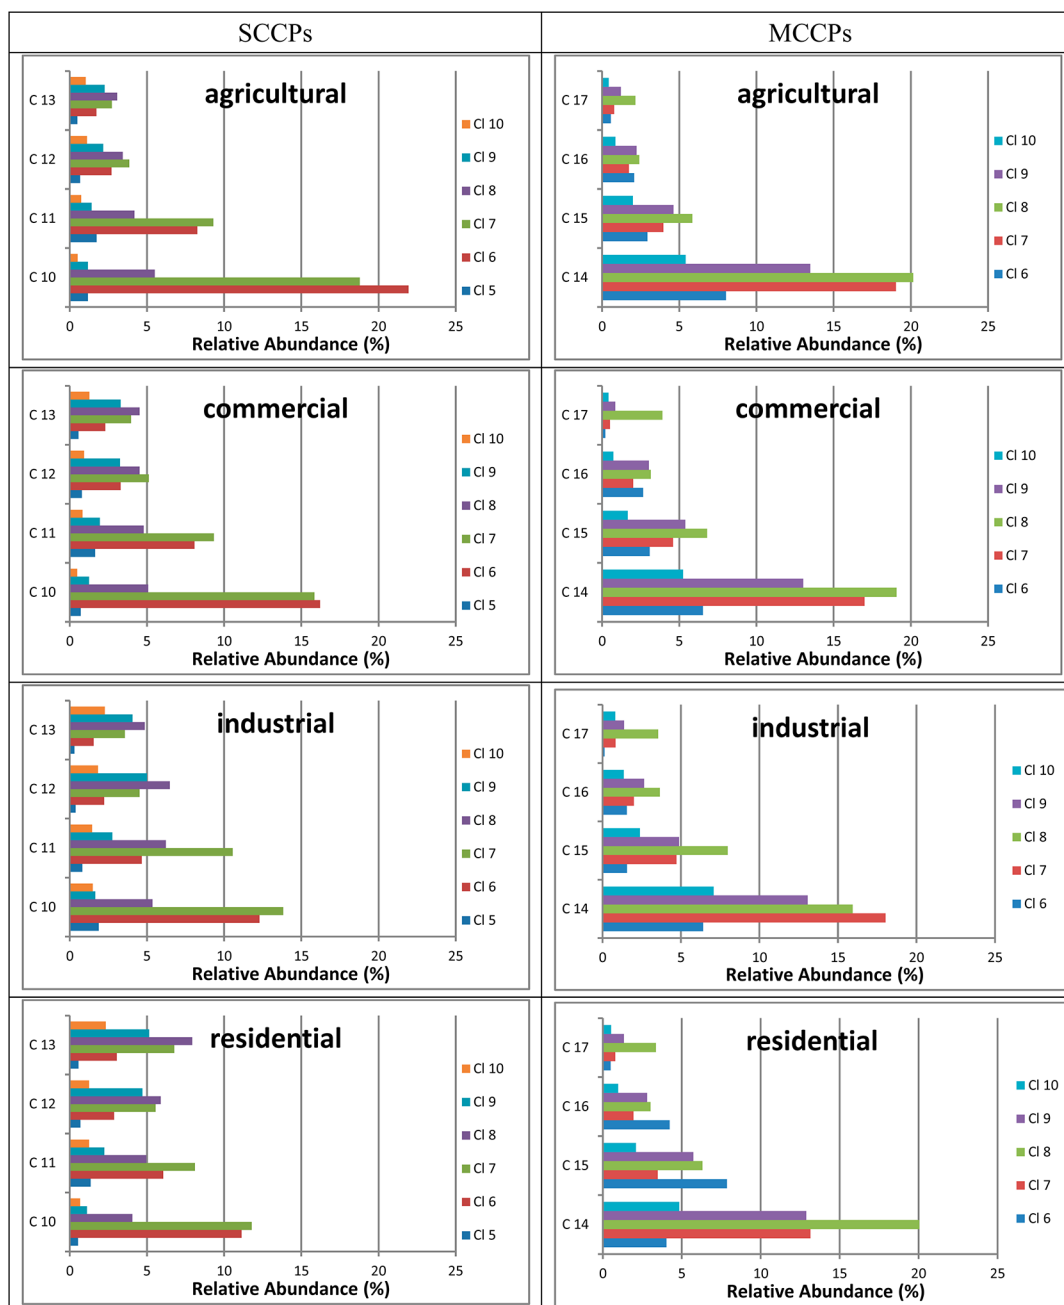 SCCPs
MCCPs
agricultural
C 13
C 12
C 11
C 10
0 5 10 15 20 25
Relative Abundance (%)
Cl 10
Cl 9
Cl 8
Cl 7
Cl 6
Cl 5
agricultural
C 17
C 16
C 15
C 14
0 5 10 15 20 25
Relative Abundance (%)
Cl 10
Cl 9
Cl 8
Cl 7
Cl 6
commercial
C 13
C 12
C 11
C 10
0 5 10 15 20 25
Relative Abundance (%)
Cl 10
Cl 9
Cl 8
Cl 7
Cl 6
Cl 5
commercial
C 17
C 16
C 15
C 14
0 5 10 15 20 25
Relative Abundance (%)
Cl 10
Cl 9
Cl 8
Cl 7
Cl 6
industrial
C 13
C 12
C 11
C 10
0 5 10 15 20 25
Relative Abundance (%)
Cl 10
Cl 9
Cl 8
Cl 7
Cl 6
Cl 5
industrial
C 17
C 16
C 15
C 14
0 5 10 15 20 25
Relative Abundance (%)
Cl 10
Cl 9
Cl 8
Cl 7
Cl 6
residential
C 13
C 12
C 11
C 10
0 5 10 15 20 25
Relative Abundance (%)
Cl 10
Cl 9
Cl 8
Cl 7
Cl 6
Cl 5
residential
C 17
C 16
C 15
C 14
0 5 10 15 20 25
Relative Abundance (%)
Cl 10
Cl 9
Cl 8
Cl 7
Cl 6